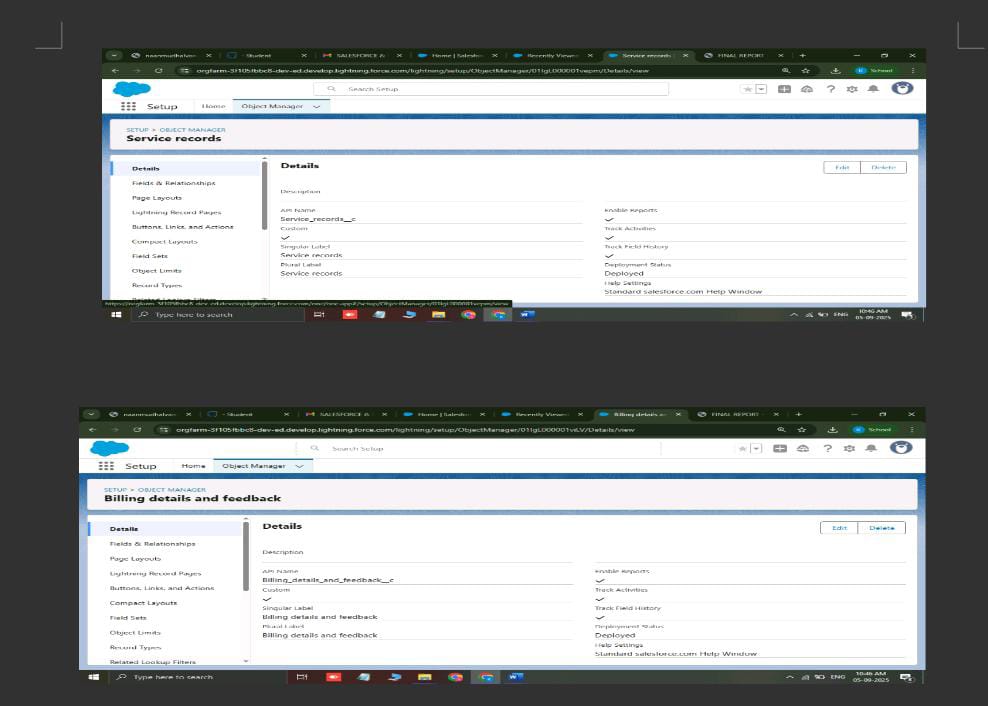 naanmudhalvan
- Student
SALESFORCE &
Home | Salesfo
Recently Viewe
Service records
FINAL REPORT
orgfarm-3f105fbbc8-dev-ed.develop.lightning.force.com/lightning/setup/ObjectManager/01IgL000001vepm/Details/view
School
Search Setup
Setup
Home
Object Manager
SETUP > OBJECT MANAGER
Service records
Details
Fields & Relationships
Page Layouts
Lightning Record Pages
Buttons, Links, and Actions
Compact Layouts
Field Sets
Object Limits
Record Types
Related Lookup Filters
Details
Edit
Delete
Description
API Name
Service_records__c
Custom
Singular Label
Service records
Plural Label
Service records
Enable Reports
Track Activities
Track Field History
Deployment Status
Deployed
Help Settings
Standard salesforce.com Help Window
Type here to search
ENG
10:46 AM
05-09-2025
naanmudhalvan
- Student
SALESFORCE &
Home | Salesfo
Recently Viewe
Billing details a
FINAL REPORT
orgfarm-3f105fbbc8-dev-ed.develop.lightning.force.com/lightning/setup/ObjectManager/01IgL000001viLV/Details/view
School
Search Setup
Setup
Home
Object Manager
SETUP > OBJECT MANAGER
Billing details and feedback
Details
Fields & Relationships
Page Layouts
Lightning Record Pages
Buttons, Links, and Actions
Compact Layouts
Field Sets
Object Limits
Record Types
Related Lookup Filters
Details
Edit
Delete
Description
API Name
Billing_details_and_feedback__c
Custom
Singular Label
Billing details and feedback
Plural Label
Billing details and feedback
Enable Reports
Track Activities
Track Field History
Deployment Status
Deployed
Help Settings
Standard salesforce.com Help Window
Type here to search
ENG
10:46 AM
05-09-2025